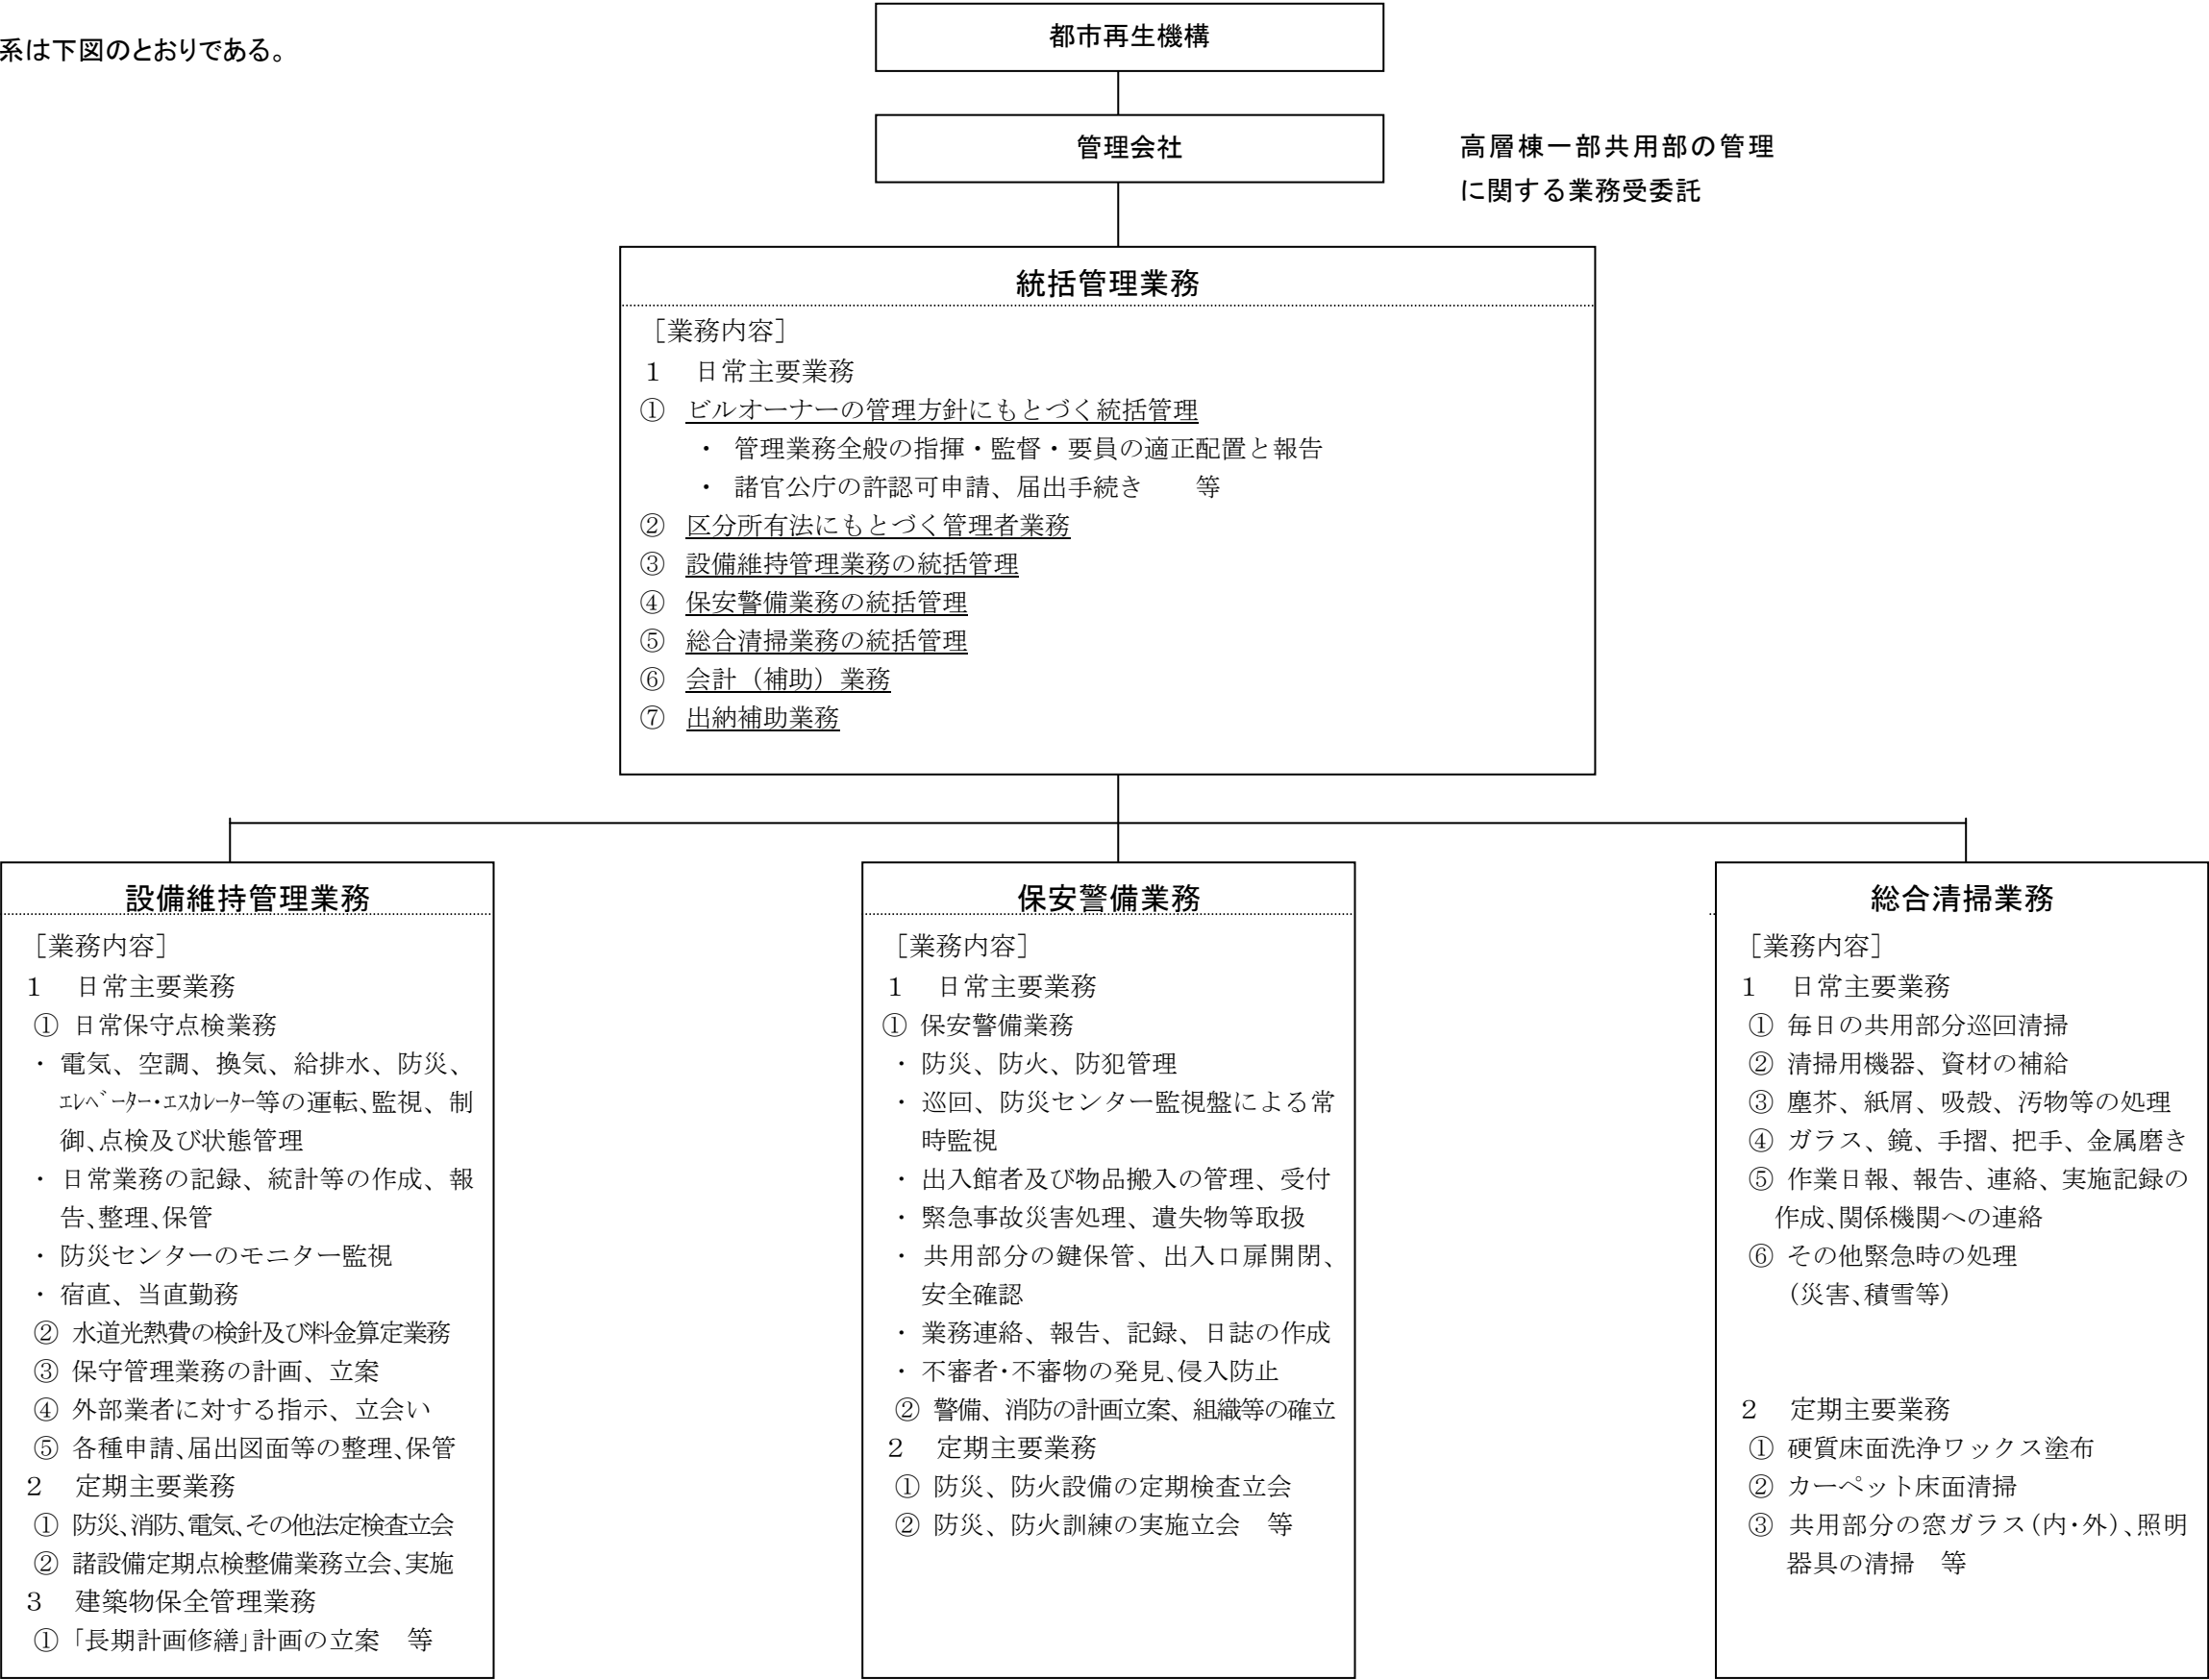 系は下図のとおりである。
都市再生機構
管理会社
高層棟一部共用部の管理
に関する業務受委託
統括管理業務
［業務内容］
１　日常主要業務
① ビルオーナーの管理方針にもとづく統括管理
・ 管理業務全般の指揮・監督・要員の適正配置と報告
・ 諸官公庁の許認可申請、届出手続き　　等
② 区分所有法にもとづく管理者業務
③ 設備維持管理業務の統括管理
④ 保安警備業務の統括管理
⑤ 総合清掃業務の統括管理
⑥ 会計（補助）業務
⑦ 出納補助業務
設備維持管理業務
［業務内容］
１　日常主要業務
① 日常保守点検業務
・ 電気、空調、換気、給排水、防災、
ｴﾚﾍﾞｰﾀｰ・ｴｽｶﾚｰﾀｰ等の運転、監視、制
御、点検及び状態管理
・ 日常業務の記録、統計等の作成、報
告、整理、保管
・ 防災センターのモニター監視
・ 宿直、当直勤務
② 水道光熱費の検針及び料金算定業務
③ 保守管理業務の計画、立案
④ 外部業者に対する指示、立会い
⑤ 各種申請、届出図面等の整理、保管
２　定期主要業務
① 防災、消防、電気、その他法定検査立会
② 諸設備定期点検整備業務立会、実施
３　建築物保全管理業務
① 「長期計画修繕」計画の立案　等
保安警備業務
［業務内容］
１　日常主要業務
① 保安警備業務
・ 防災、防火、防犯管理
・ 巡回、防災センター監視盤による常
時監視
・ 出入館者及び物品搬入の管理、受付
・ 緊急事故災害処理、遺失物等取扱
・ 共用部分の鍵保管、出入口扉開閉、
安全確認
・ 業務連絡、報告、記録、日誌の作成
・ 不審者・不審物の発見、侵入防止
② 警備、消防の計画立案、組織等の確立
２　定期主要業務
① 防災、防火設備の定期検査立会
② 防災、防火訓練の実施立会　等
総合清掃業務
［業務内容］
１　日常主要業務
① 毎日の共用部分巡回清掃
② 清掃用機器、資材の補給
③ 塵芥、紙屑、吸殻、汚物等の処理
④ ガラス、鏡、手摺、把手、金属磨き
⑤ 作業日報、報告、連絡、実施記録の
作成、関係機関への連絡
⑥ その他緊急時の処理
（災害、積雪等）
２　定期主要業務
① 硬質床面洗浄ワックス塗布
② カーペット床面清掃
③ 共用部分の窓ガラス（内・外）、照明
器具の清掃　等